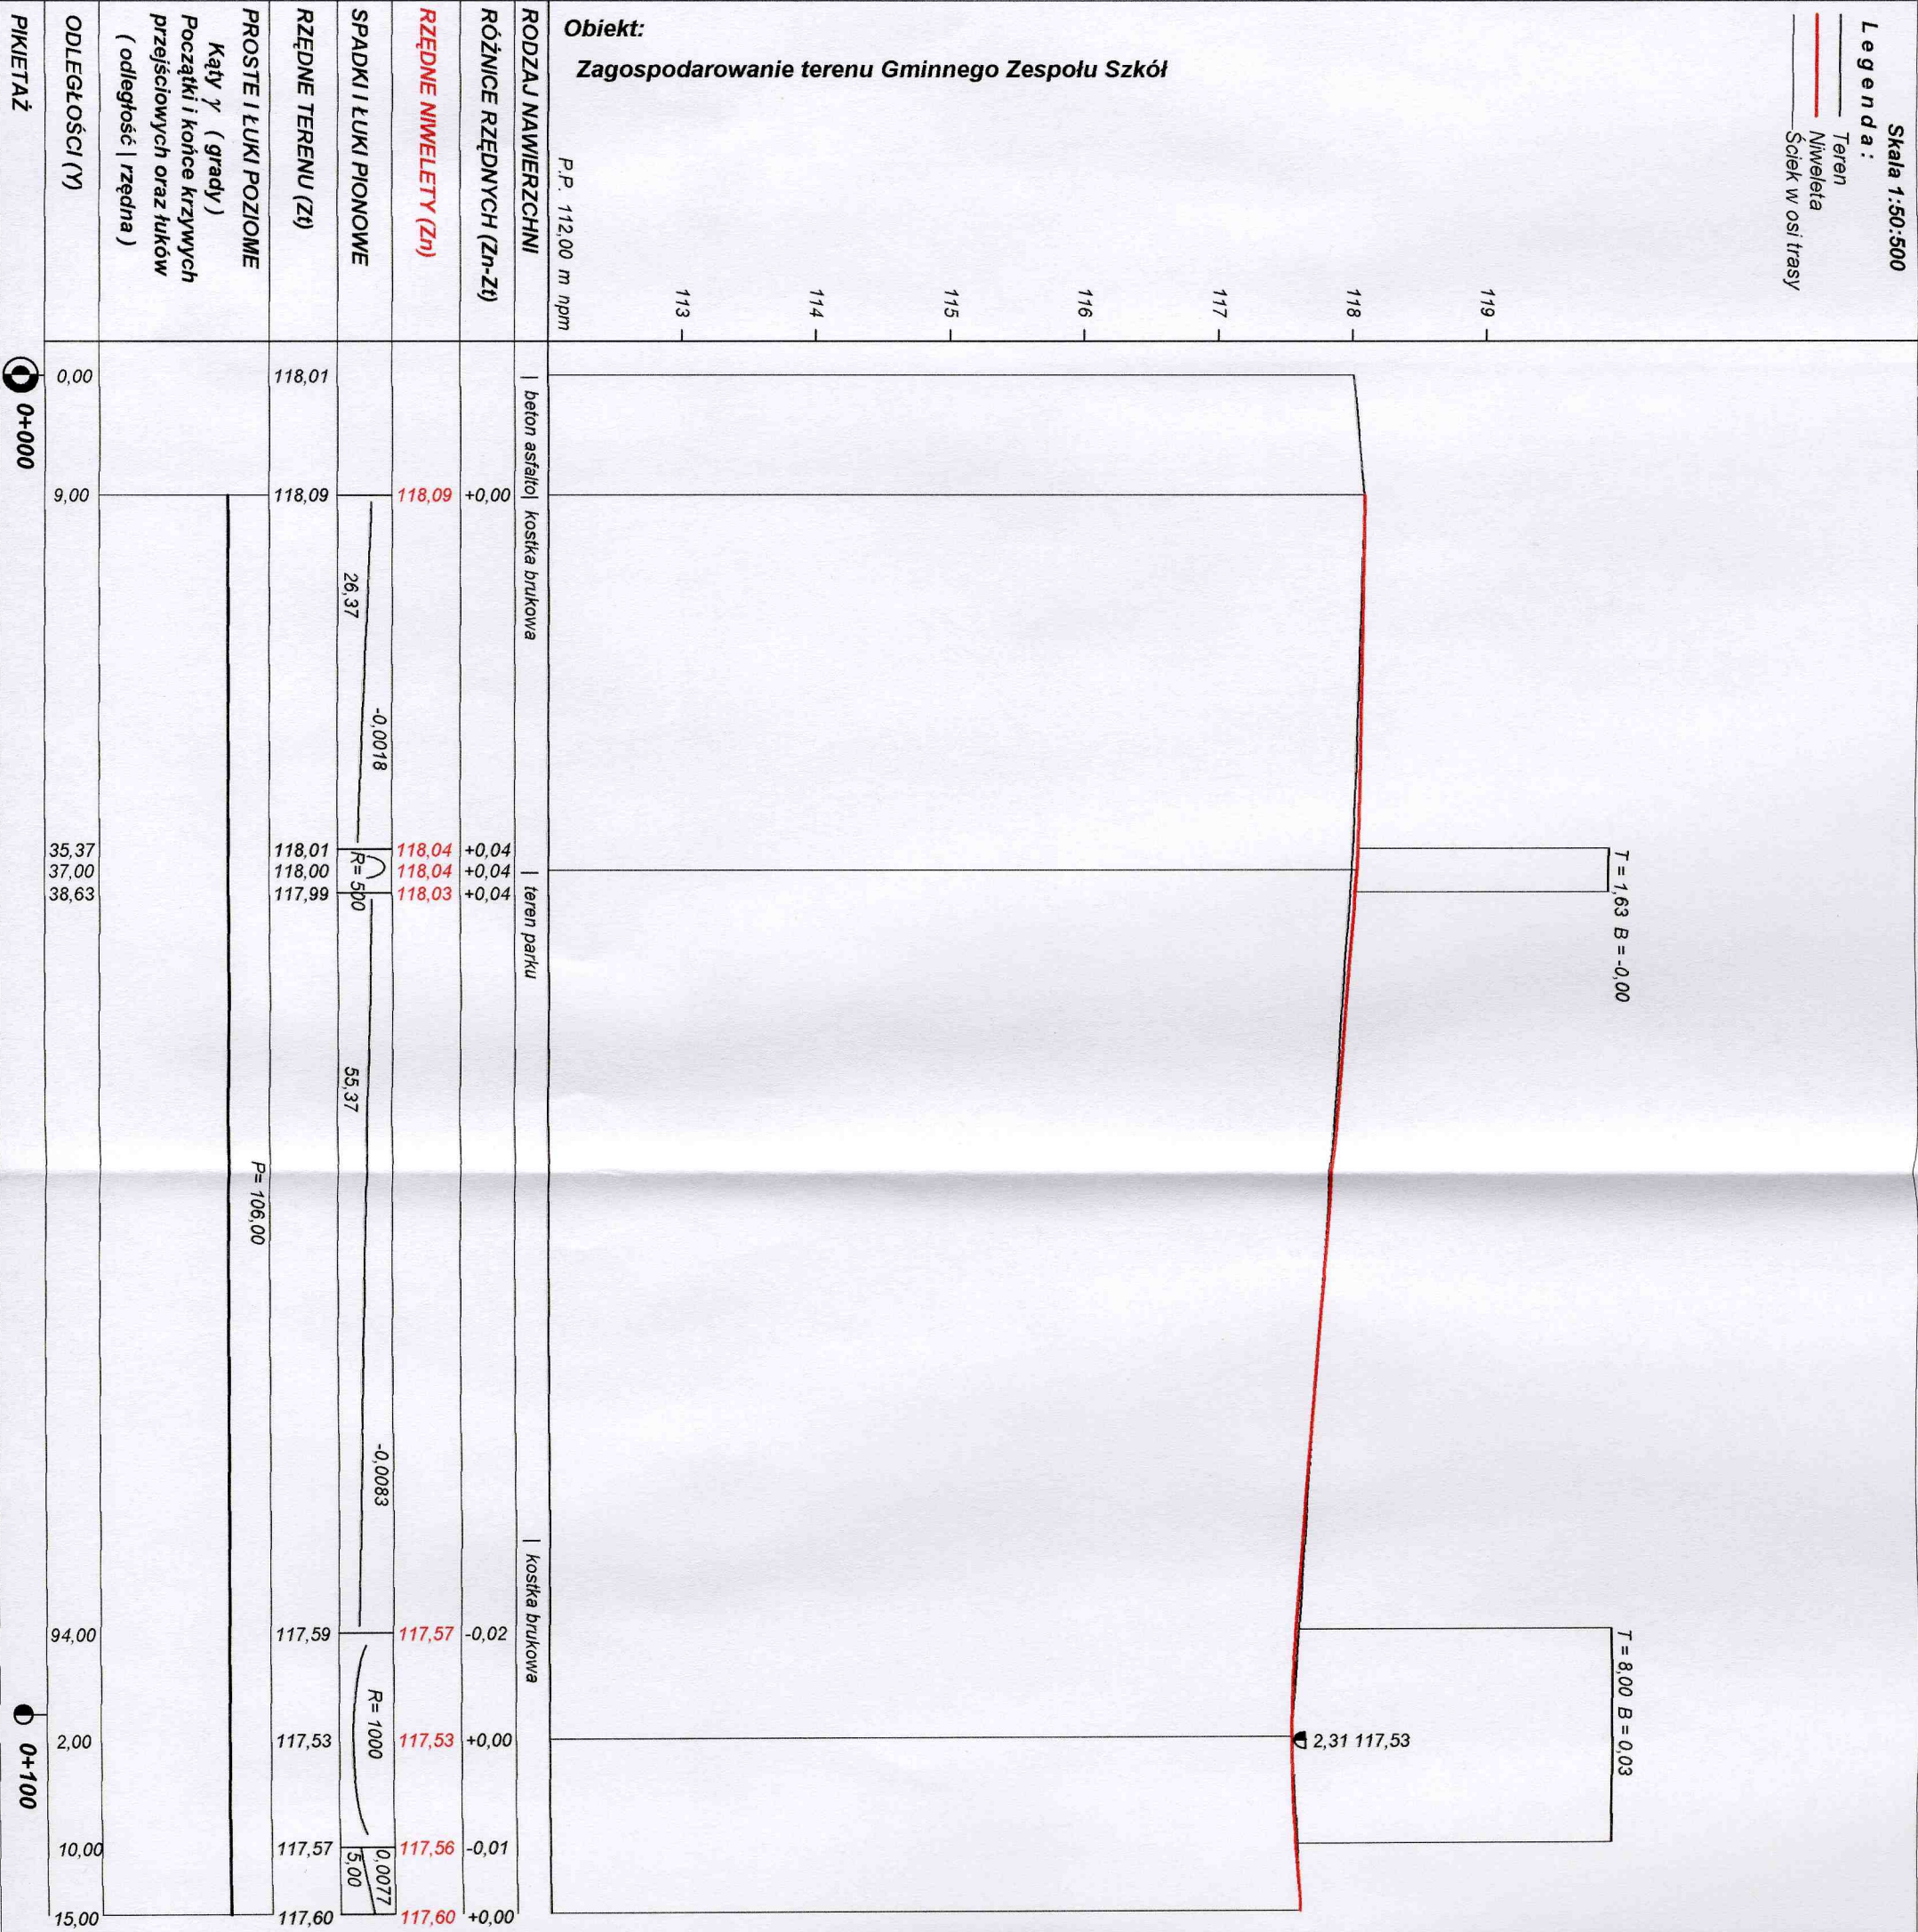 Skala 1:50:500
Legenda:
Teren
Niweleta
Ściek w osi trasy
Obiekt:
Zagospodarowanie terenu Gminnego Zespołu Szkół
119
118
117
116
115
114
113
P.P. 112,00 m npm
T = 1,63 B = -0,00
T = 8,00 B = 0,03
2,31 117,53
RODZAJ NAWIERZCHNI
| beton asfalto| kostka brukowa
| teren parku
| kostka brukowa
RÓŻNICE RZĘDNYCH (Zn-Zt)
+0,00
+0,04
+0,04
+0,04
-0,02
+0,00
-0,01
+0,00
RZĘDNE NIWELETY (Zn)
118,09
118,04
118,04
118,03
117,57
117,53
117,56
117,60
SPADKI I ŁUKI PIONOWE
26,37
-0,0018
R= 500
55,37
-0,0083
R= 1000
0,0077
5,00
RZĘDNE TERENU (Zt)
118,01
118,09
118,01
118,00
117,99
117,59
117,53
117,57
117,60
PROSTE I ŁUKI POZIOME
Kąty γ ( grady )
Początki i końce krzywych
przejściowych oraz łuków
( odległość | rzędna )
P= 106,00
ODLEGŁOŚCI (Y)
0,00
9,00
35,37
37,00
38,63
94,00
2,00
10,00
15,00
PIKIETAŻ
0+000
0+100